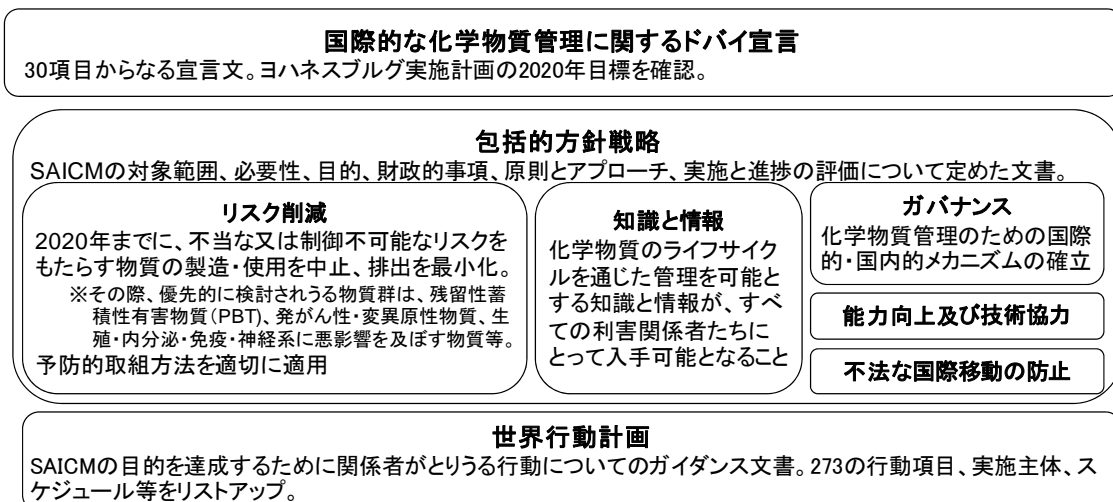 国際的な化学物質管理に関するドバイ宣言
30項目からなる宣言文。ヨハネスブルグ実施計画の2020年目標を確認。
包括的方針戦略
SAICMの対象範囲、必要性、目的、財政的事項、原則とアプローチ、実施と進捗の評価について定めた文書。
リスク削減
2020年までに、不当な又は制御不可能なリスクを
もたらす物質の製造・使用を中止、排出を最小化。
※その際、優先的に検討されうる物質群は、残留性蓄
積性有害物質(PBT)、発がん性・変異原性物質、生
殖・内分泌・免疫・神経系に悪影響を及ぼす物質等。
予防的取組方法を適切に適用
知識と情報
化学物質のライフサイク
ルを通じた管理を可能と
する知識と情報が、すべ
ての利害関係者たちに
とって入手可能となること
ガバナンス
化学物質管理のための国際
的・国内的メカニズムの確立
能力向上及び技術協力
不法な国際移動の防止
世界行動計画
SAICMの目的を達成するために関係者がとりうる行動についてのガイダンス文書。273の行動項目、実施主体、ス
ケジュール等をリストアップ。